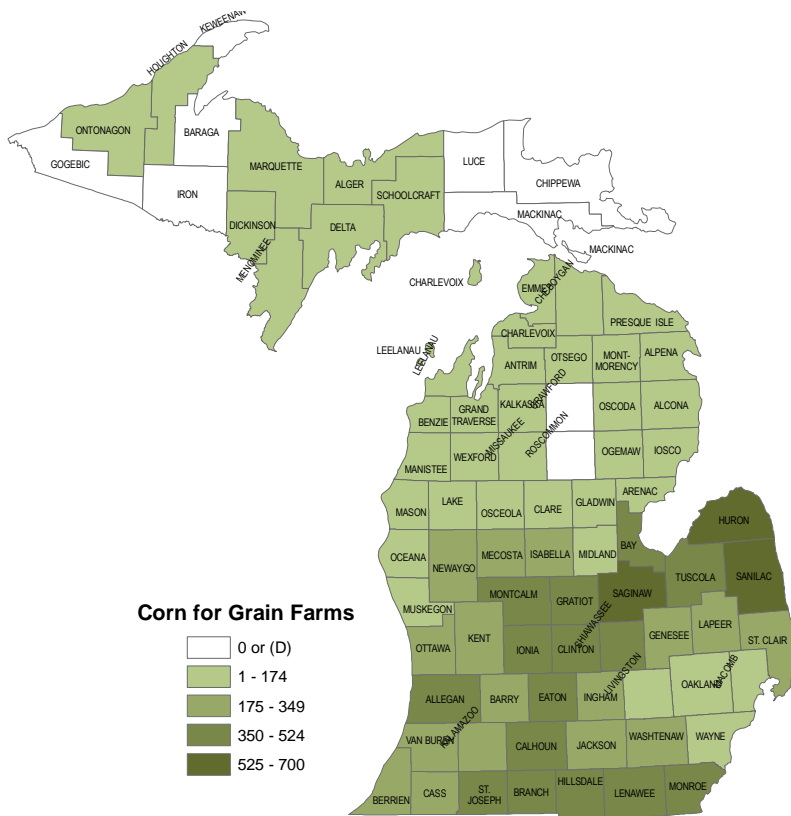 KEWEENAW
HOUGHTON
ONTONAGON
BARAGA
GOGEBIC
IRON
MARQUETTE
ALGER
SCHOOLCRAFT
LUCE
CHIPPEWA
MACKINAC
DICKINSON
DELTA
MENOMINEE
MACKINAC
CHARLEVOIX
EMMET
CHEBOYGAN
PRESQUE ISLE
LEELANAU
LEELANAU
CHARLEVOIX
ANTRIM
OTSEGO
MONT-
MORENCY
ALPENA
BENZIE
GRAND
TRAVERSE
KALKASKA
CRAWFORD
OSCODA
ALCONA
MANISTEE
WEXFORD
MISSAUKEE
ROSCOMMON
OGEMAW
IOSCO
ARENAC
MASON
LAKE
OSCEOLA
CLARE
GLADWIN
HURON
OCEANA
NEWAYGO
MECOSTA
ISABELLA
MIDLAND
BAY
TUSCOLA
SANILAC
MUSKEGON
MONTCALM
GRATIOT
SAGINAW
Corn for Grain Farms
0 or (D)
1 - 174
175 - 349
350 - 524
525 - 700
OTTAWA
KENT
IONIA
CLINTON
SHIAWASSEE
GENESEE
LAPEER
ST. CLAIR
ALLEGAN
BARRY
EATON
INGHAM
LIVINGSTON
OAKLAND
MACOMB
VAN BUREN
KALAMAZOO
CALHOUN
JACKSON
WASHTENAW
WAYNE
BERRIEN
CASS
ST.
JOSEPH
BRANCH
HILLSDALE
LENAWEE
MONROE